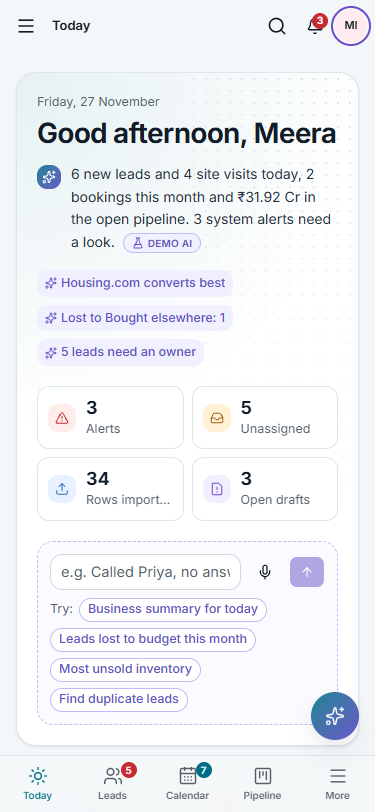 Today
3
MI
Friday, 27 November
Good afternoon, Meera
6 new leads and 4 site visits today, 2
bookings this month and ₹31.92 Cr in
the open pipeline. 3 system alerts need
a look. DEMO AI
Housing.com converts best
Lost to Bought elsewhere: 1
5 leads need an owner
3
Alerts
5
Unassigned
34
Rows import...
3
Open drafts
e.g. Called Priya, no answ
Try: Business summary for today
Leads lost to budget this month
Most unsold inventory
Find duplicate leads
5
7
Today Leads Calendar Pipeline More